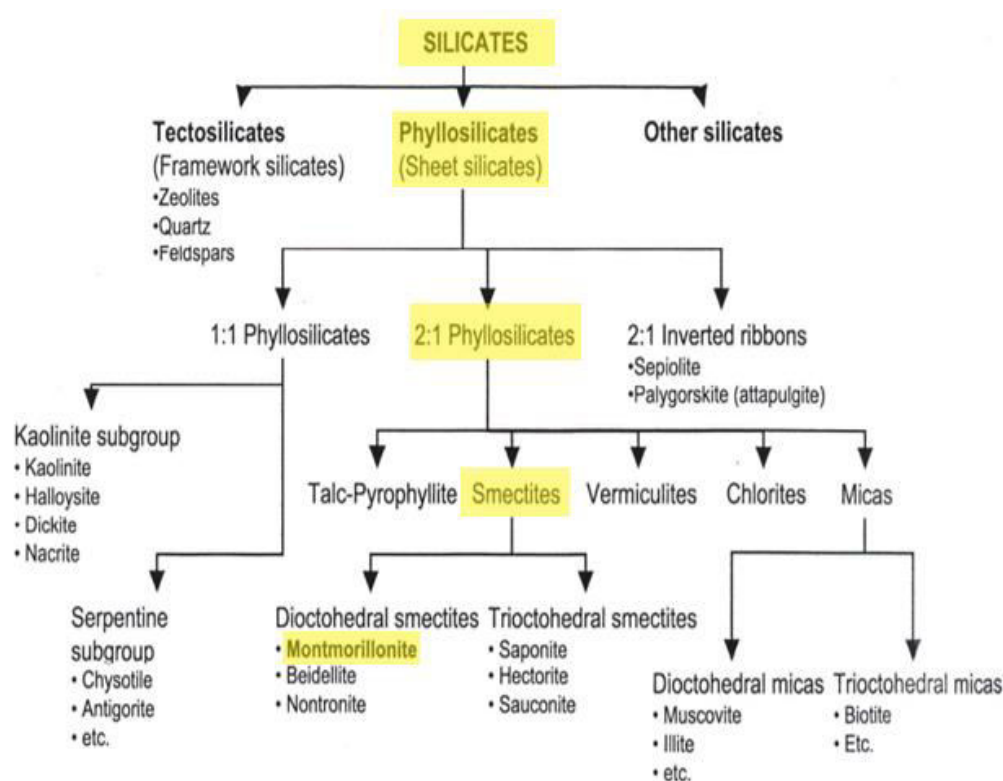 SILICATES
Tectosilicates
(Framework silicates)
•Zeolites
•Quartz
•Feldspars
Phyllosilicates
(Sheet silicates)
Other silicates
1:1 Phyllosilicates
2:1 Phyllosilicates
2:1 Inverted ribbons
•Sepiolite
•Palygorskite (attapulgite)
Kaolinite subgroup
• Kaolinite
• Halloysite
• Dickite
• Nacrite
Talc-Pyrophyllite
Smectites
Vermiculites
Chlorites
Micas
Serpentine
subgroup
• Chysotile
• Antigorite
• etc.
Dioctohedral smectites
• Montmorillonite
• Beidellite
• Nontronite
Trioctohedral smectites
• Saponite
• Hectorite
• Sauconite
Dioctohedral micas
• Muscovite
• Illite
• etc.
Trioctohedral micas
• Biotite
• Etc.